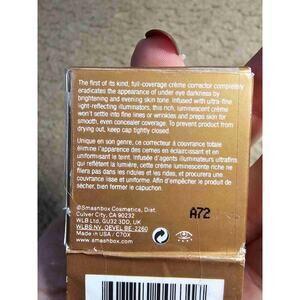 The first of its kind, full-coverage crème corrector completely
eradicates the appearance of under eye darkness by
brightening and evening skin tone. Infused with ultra-fine
light-reflecting illuminators, this rich, luminescent crème
won't settle into fine lines or wrinkles and preps skin for
smooth, even concealer coverage. To prevent product from
drying out, keep cap tightly closed.
Unique en son genre, ce correcteur à couvrance totale
élimine l'apparence des cernes en éclaircissant et en
uniformisant le teint. Infusée d'agents illuminateurs ultrafins
qui reflètent la lumière, cette crème luminescente riche ne
file pas dans les ridules et les rides, et procure une
couvrance lisse et uniforme. Afin d'empêcher le produit de
sécher, bien fermer le capuchon.
©Smashbox Cosmetics, Dist.
Culver City, CA 90232
WLB Ltd, GU32 3DG, UK
WLBS NV, OEVEL BE-2260
Made in USA / C70X
www.smashbox.com
A72